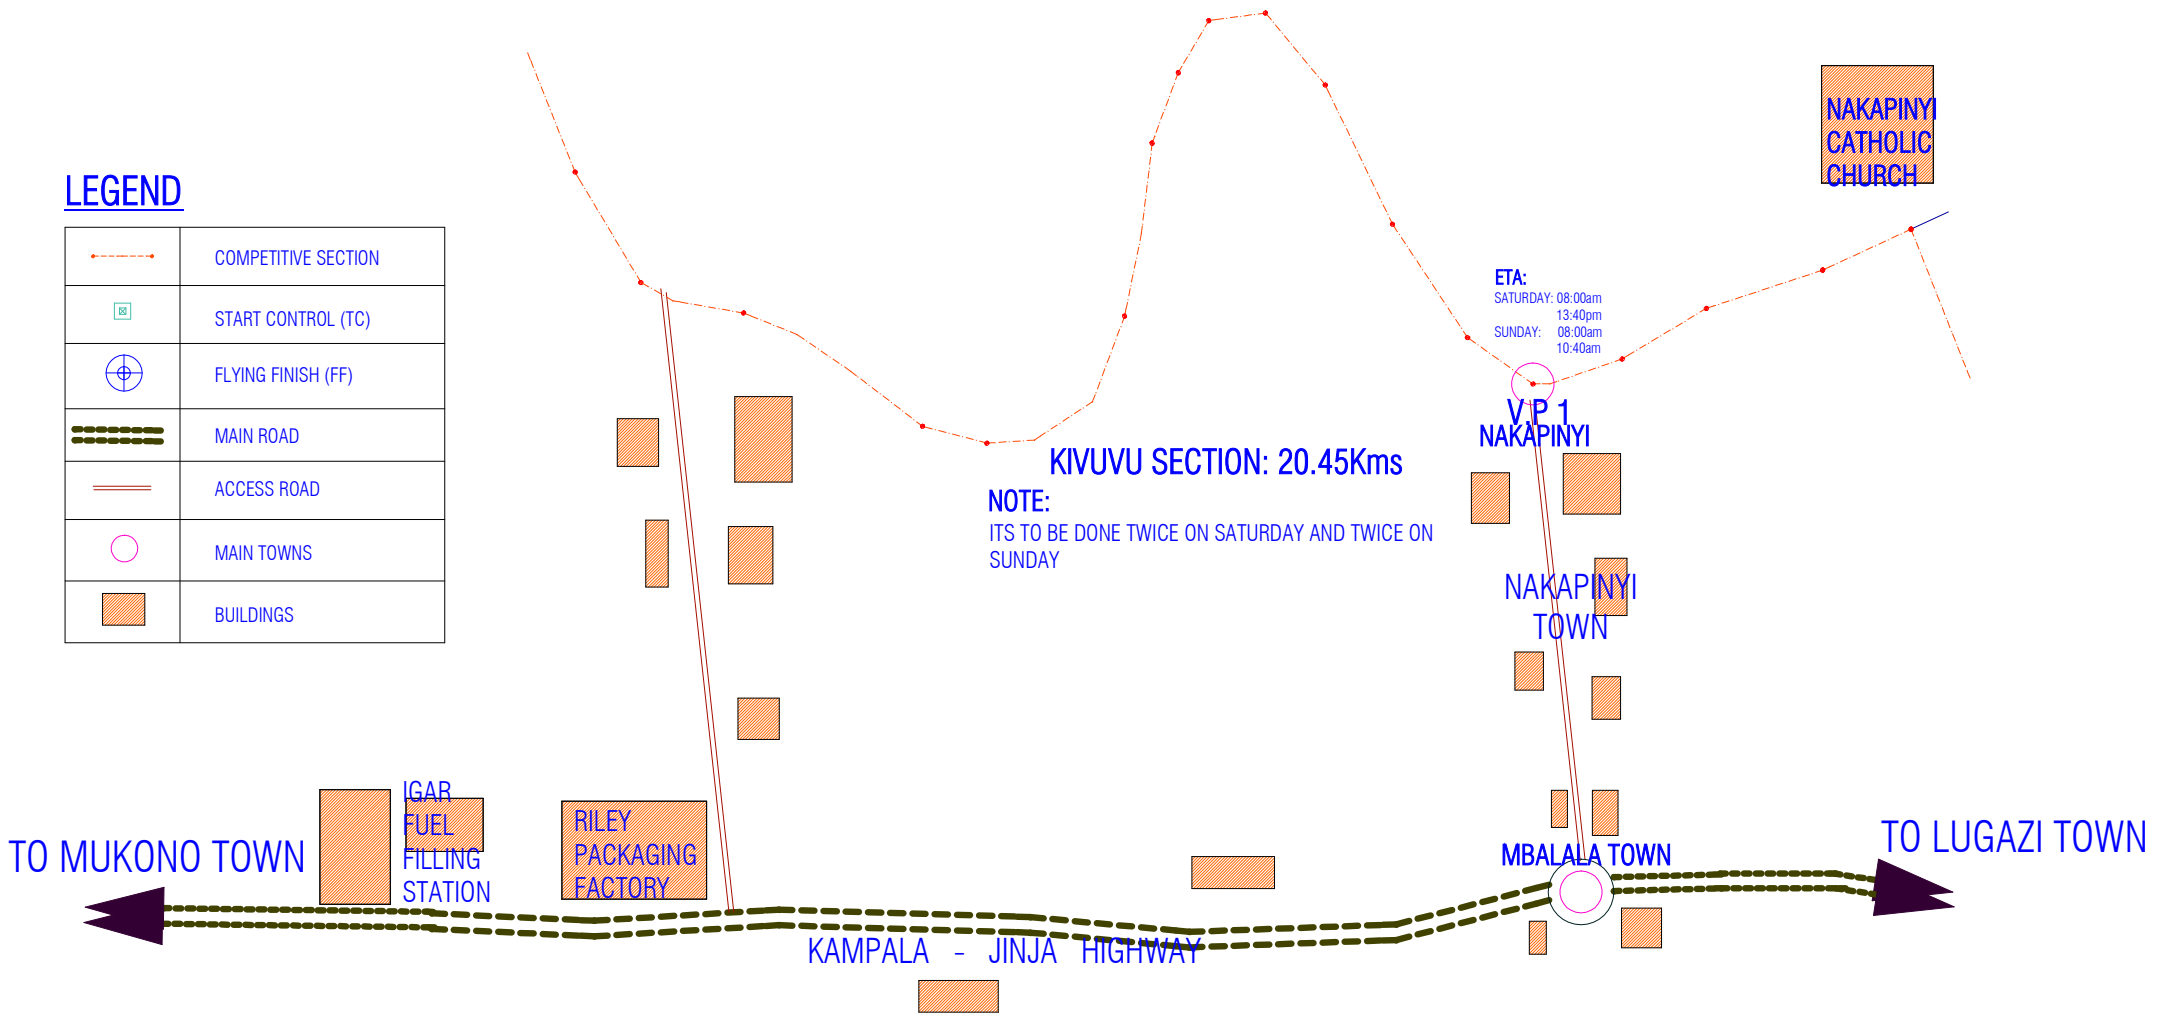 NAKAPINYI
CATHOLIC
CHURCH
LEGEND
COMPETITIVE SECTION
START CONTROL (TC)
FLYING FINISH (FF)
MAIN ROAD
ACCESS ROAD
MAIN TOWNS
BUILDINGS
ETA:
SATURDAY: 08:00am
13:40pm
SUNDAY: 08:00am
10:40am
V.P 1
NAKAPINYI
KIVUVU SECTION: 20.45Kms
NOTE:
ITS TO BE DONE TWICE ON SATURDAY AND TWICE ON
SUNDAY
NAKAPINYI
TOWN
IGAR
FUEL
FILLING
STATION
RILEY
PACKAGING
FACTORY
TO MUKONO TOWN
MBALALA TOWN
TO LUGAZI TOWN
KAMPALA - JINJA HIGHWAY